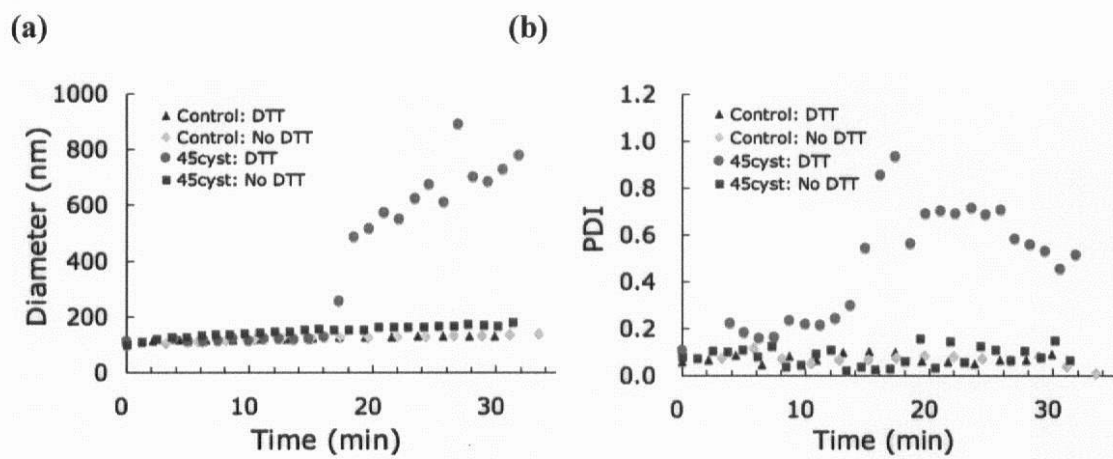 (a)
(b)
1000
800
600
400
200
0
Diameter (nm)
Control: DTT
Control: No DTT
45cyst: DTT
45cyst: No DTT
0
10
20
30
Time (min)
1.2
1.0
0.8
0.6
0.4
0.2
0.0
PDI
Control: DTT
Control: No DTT
45cyst: DTT
45cyst: No DTT
0
10
20
30
Time (min)